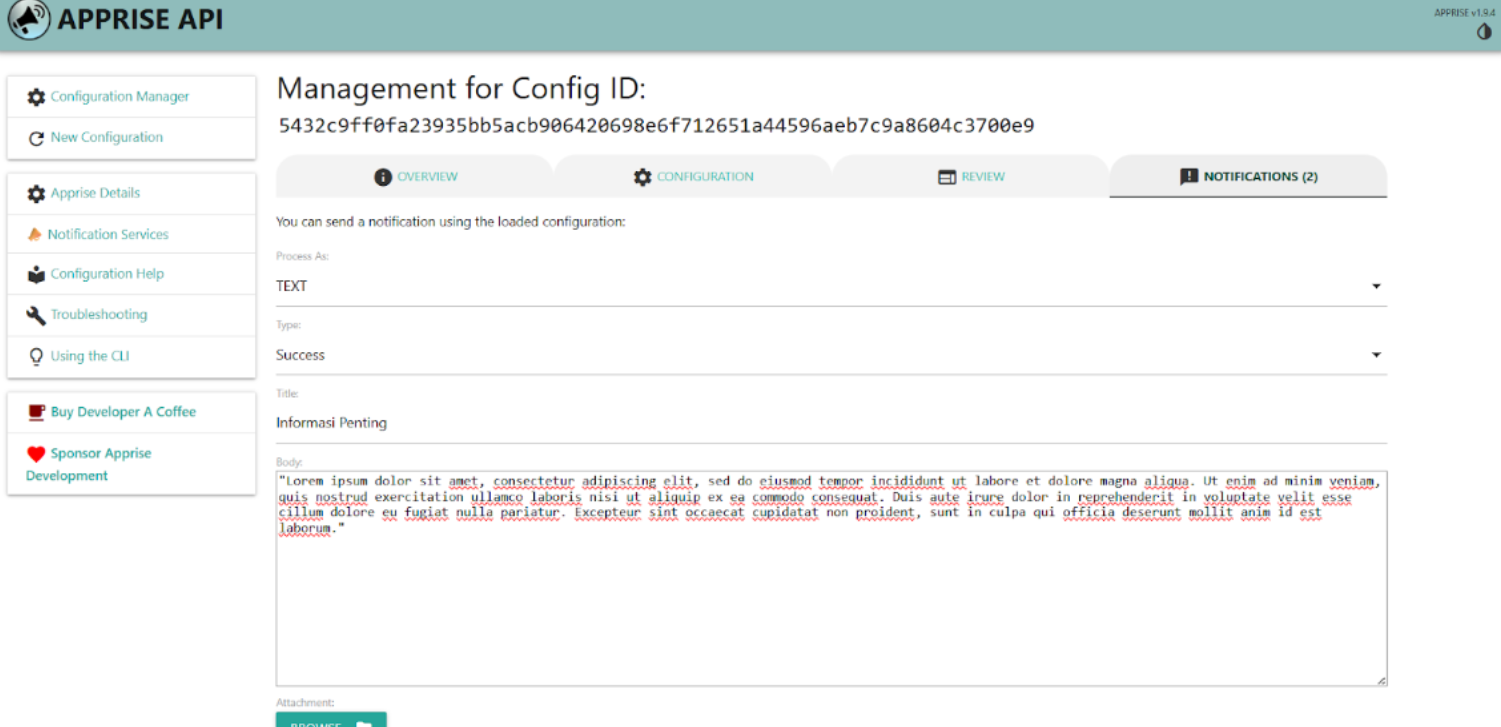 APPRISE API
APPRISE v1.9.4
Configuration Manager
New Configuration
Apprise Details
Notification Services
Configuration Help
Troubleshooting
Using the CLI
Buy Developer A Coffee
Sponsor Apprise
Development
Management for Config ID:
5432c9ff0fa23935bb5acb906420698e6f712651a44596aeb7c9a8604c3700e9
OVERVIEW
CONFIGURATION
REVIEW
NOTIFICATIONS (2)
You can send a notification using the loaded configuration:
Process As:
TEXT
Type:
Success
Title:
Informasi Penting
Body:
"Lorem ipsum dolor sit amet, consectetur adipiscing elit, sed do eiusmod tempor incididunt ut labore et dolore magna aliqua. Ut enim ad minim veniam,
quis nostrud exercitation ullamco laboris nisi ut aliquip ex ea commodo consequat. Duis aute irure dolor in reprehenderit in voluptate velit esse
cillum dolore eu fugiat nulla pariatur. Excepteur sint occaecat cupidatat non proident, sunt in culpa qui officia deserunt mollit anim id est
laborum."
Attachment:
BROWSE